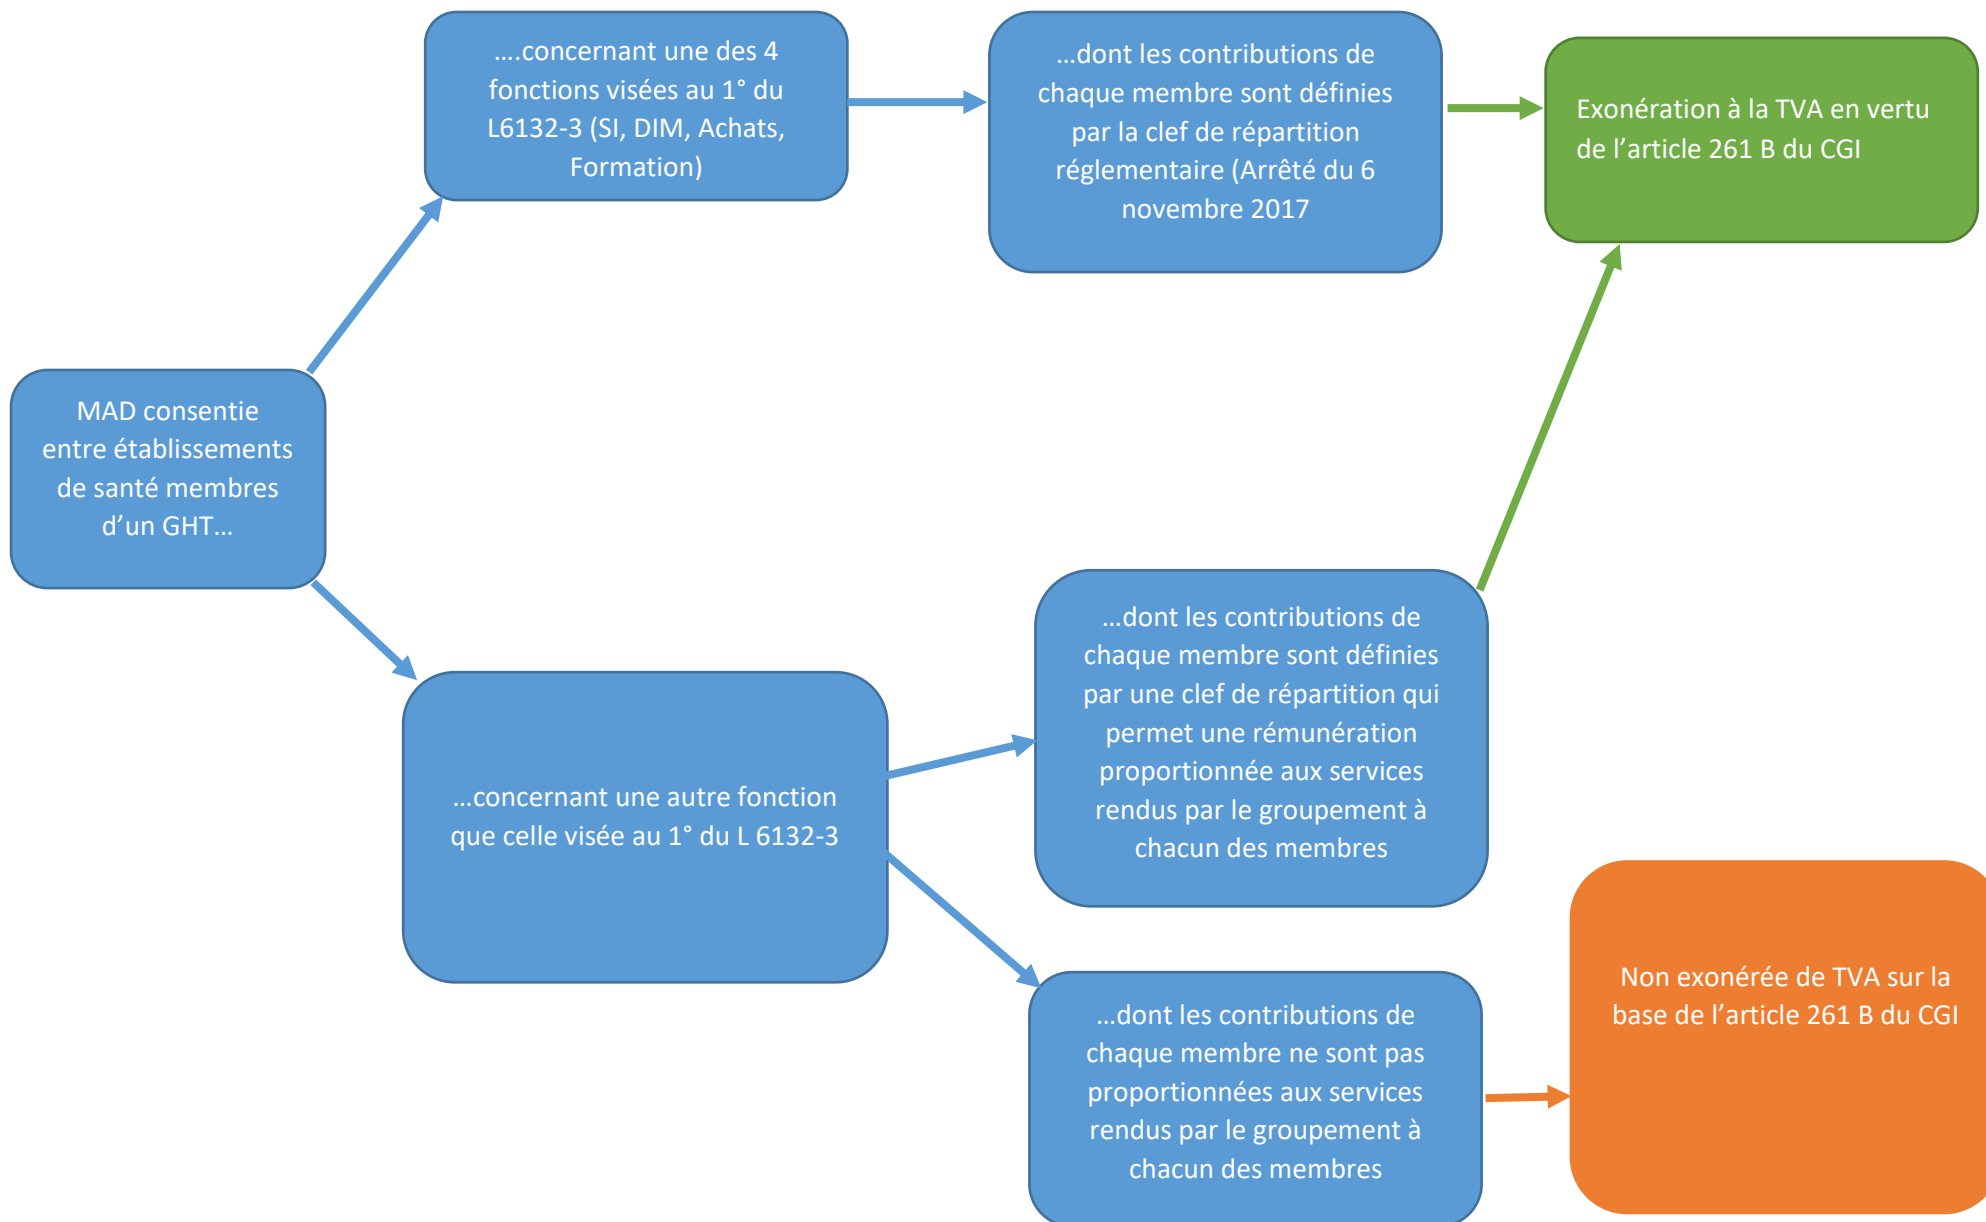 ….concernant une des 4
fonctions visées au 1° du
L6132-3 (SI, DIM, Achats,
Formation)
…dont les contributions de
chaque membre sont définies
par la clef de répartition
réglementaire (Arrêté du 6
novembre 2017
Exonération à la TVA en vertu
de l’article 261 B du CGI
MAD consentie
entre établissements
de santé membres
d’un GHT…
…concernant une autre fonction
que celle visée au 1° du L 6132-3
…dont les contributions de
chaque membre sont définies
par une clef de répartition qui
permet une rémunération
proportionnée aux services
rendus par le groupement à
chacun des membres
…dont les contributions de
chaque membre ne sont pas
proportionnées aux services
rendus par le groupement à
chacun des membres
Non exonérée de TVA sur la
base de l’article 261 B du CGI